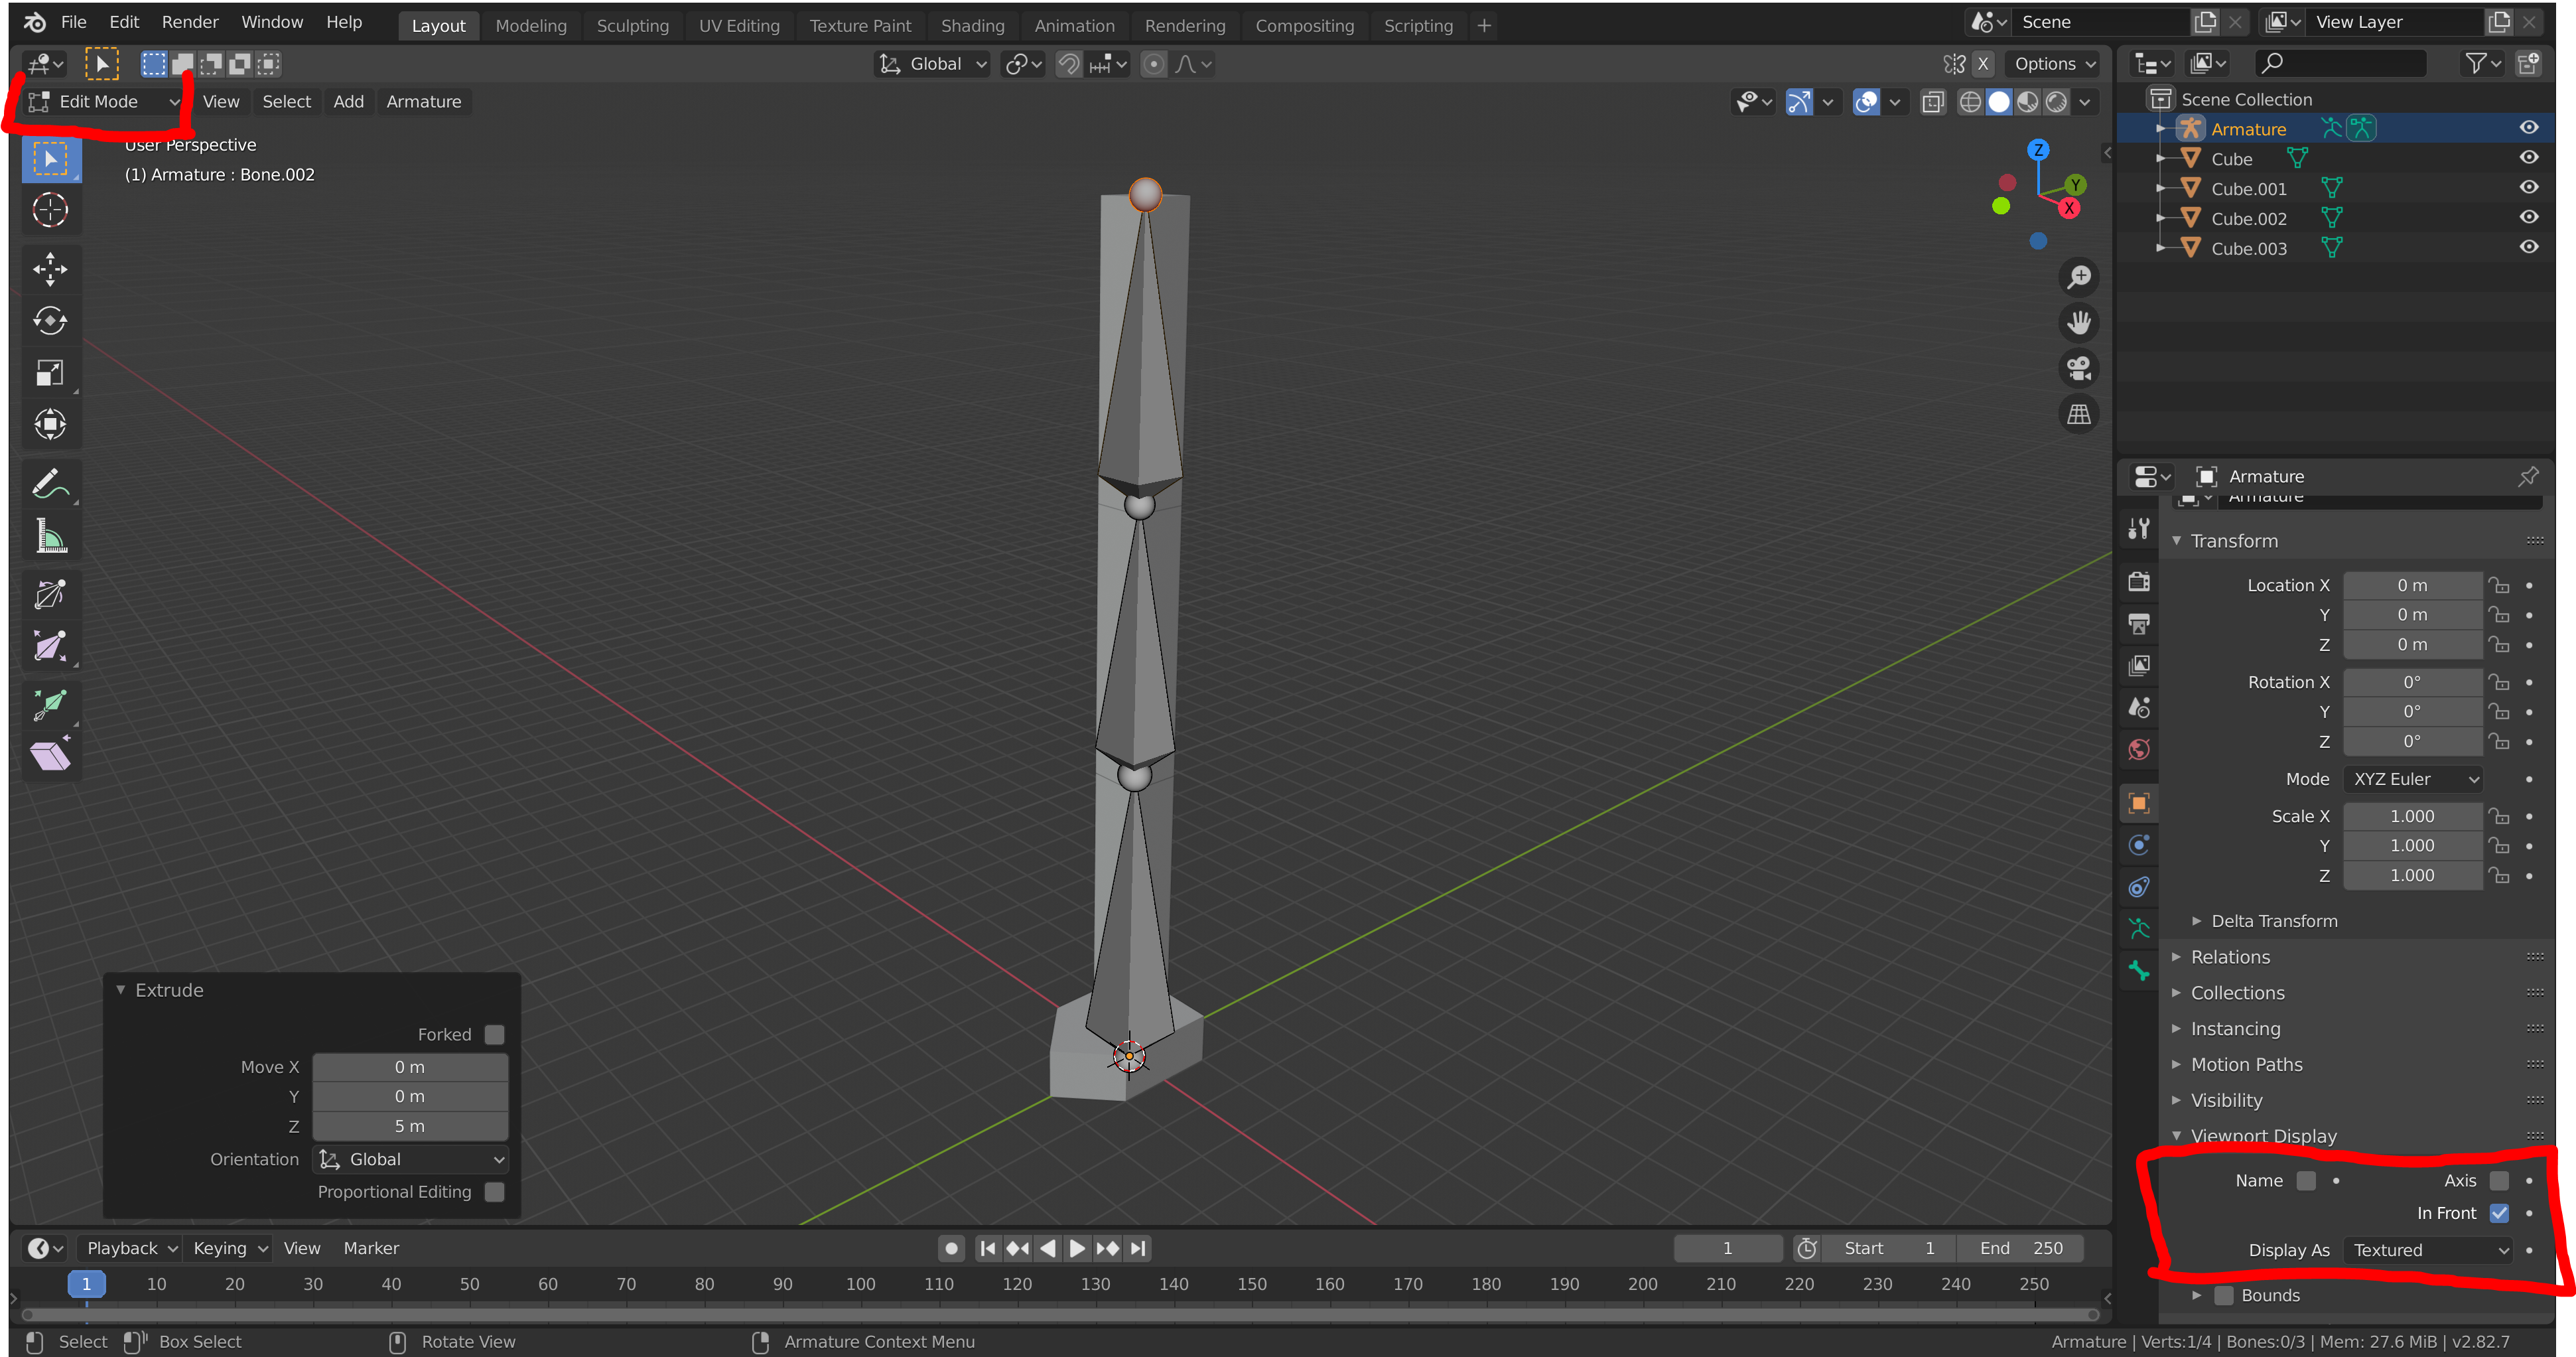 File Edit Render Window Help Layout Modeling Sculpting UV Editing Texture Paint Shading Animation Rendering Compositing Scripting + Scene View Layer
Global X Options
Edit Mode View Select Add Armature
User Perspective
(1) Armature : Bone.002
Z
Y
X
Scene Collection
Armature
Cube
Cube.001
Cube.002
Cube.003
Armature
Armature
Transform
Location X 0 m
Y 0 m
Z 0 m
Rotation X 0°
Y 0°
Z 0°
Mode XYZ Euler
Scale X 1.000
Y 1.000
Z 1.000
Delta Transform
Relations
Collections
Instancing
Motion Paths
Visibility
Viewport Display
Name Axis
In Front
Display As Textured
Bounds
Extrude
Forked
Move X 0 m
Y 0 m
Z 5 m
Orientation Global
Proportional Editing
Playback Keying View Marker 1 Start 1 End 250
1 10 20 30 40 50 60 70 80 90 100 110 120 130 140 150 160 170 180 190 200 210 220 230 240 250
Select Box Select Rotate View Armature Context Menu Armature | Verts:1/4 | Bones:0/3 | Mem: 27.6 MiB | v2.82.7